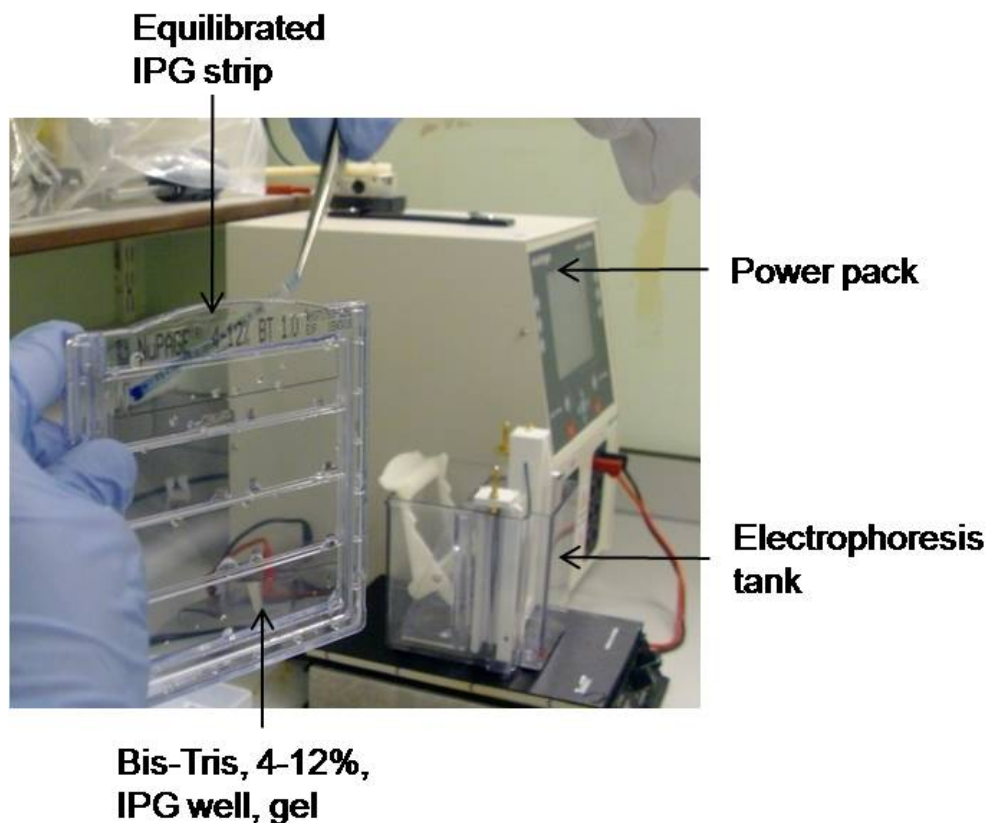 Equilibrated
IPG strip
NuPAGE 4-12% BT 1.0
Power pack
Electrophoresis
tank
Bis-Tris, 4-12%,
IPG well, gel